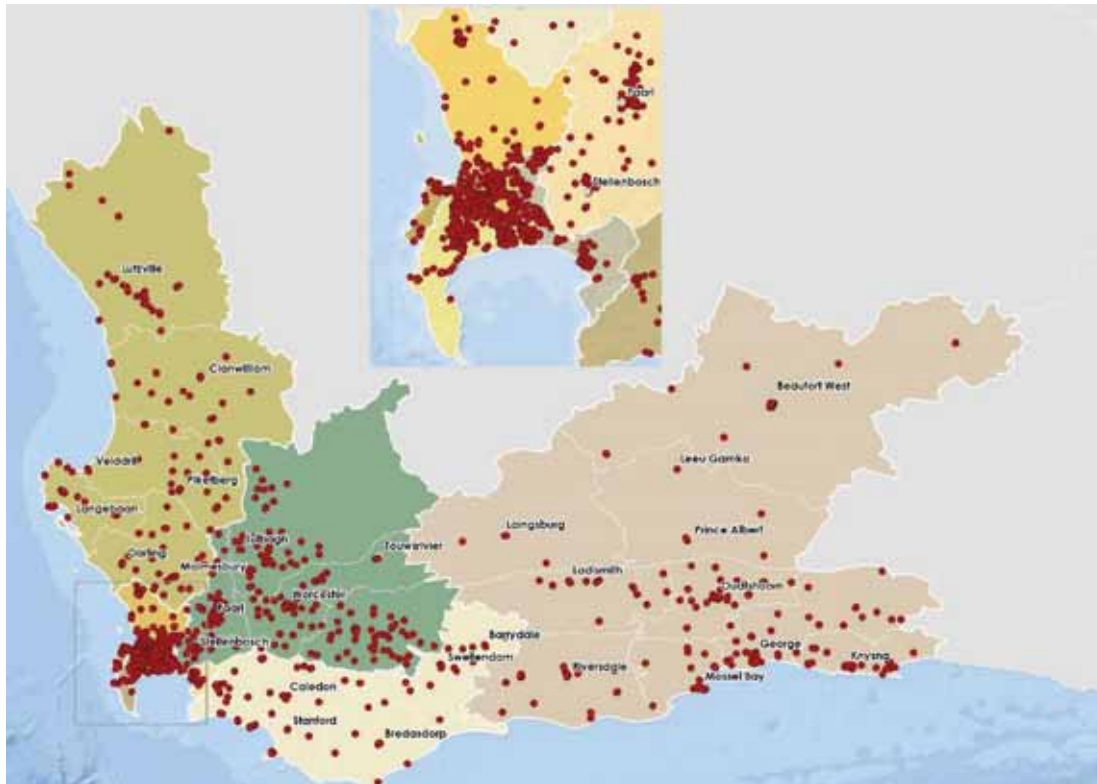 Paarl
Stellenbosch
Lutzville
Clanwilliam
Beaufort West
Velddrif
Piketberg
Leeu Gamka
Langebaan
Laingsburg
Prince Albert
Darling
Tulbagh
Touwsrivier
Malmesbury
Ladismith
Oudtshoorn
Worcester
Paarl
Stellenbosch
Barrydale
George
Swellendam
Knysna
Riversdale
Mossel Bay
Caledon
Stanford
Bredasdorp